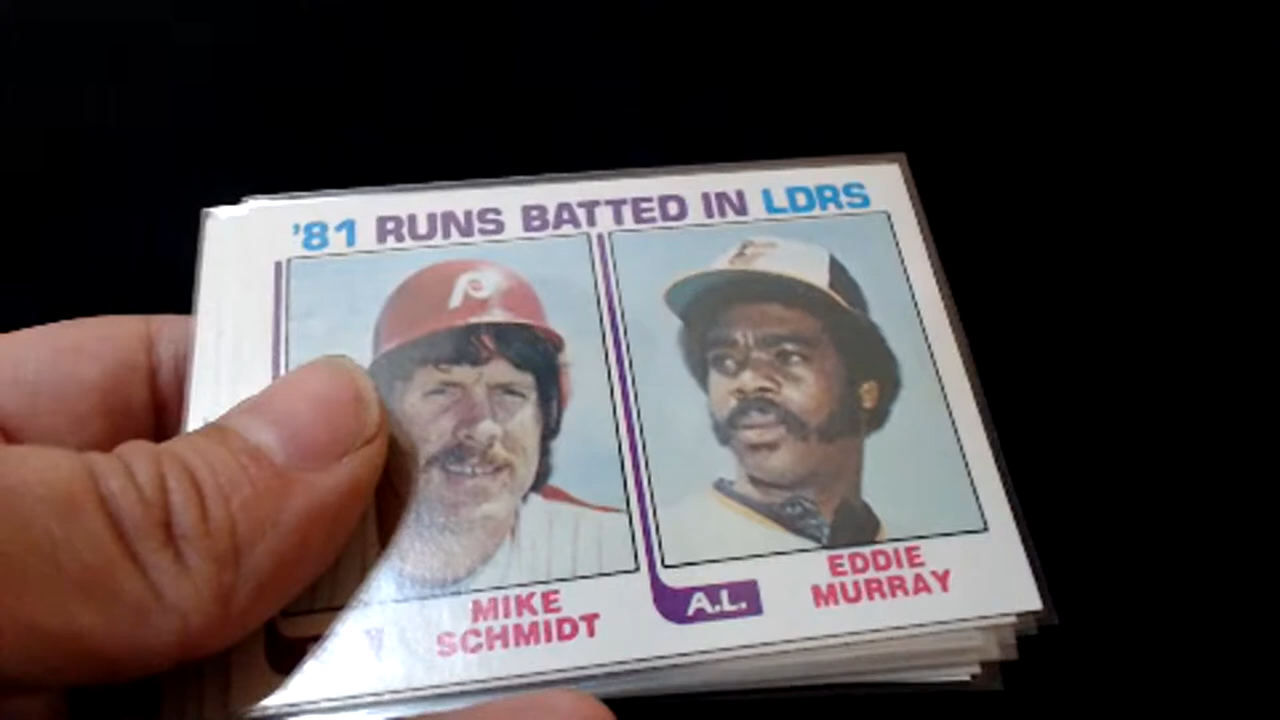 '81 RUNS BATTED IN LDRS
P
MIKE
SCHMIDT
A.L.
EDDIE
MURRAY